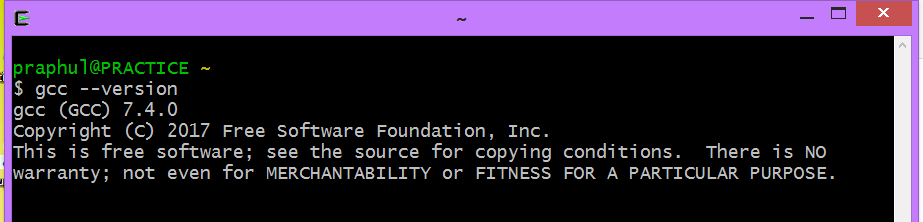 ~
praphul@PRACTICE ~
$ gcc --version
gcc (GCC) 7.4.0
Copyright (C) 2017 Free Software Foundation, Inc.
This is free software; see the source for copying conditions.  There is NO
warranty; not even for MERCHANTABILITY or FITNESS FOR A PARTICULAR PURPOSE.